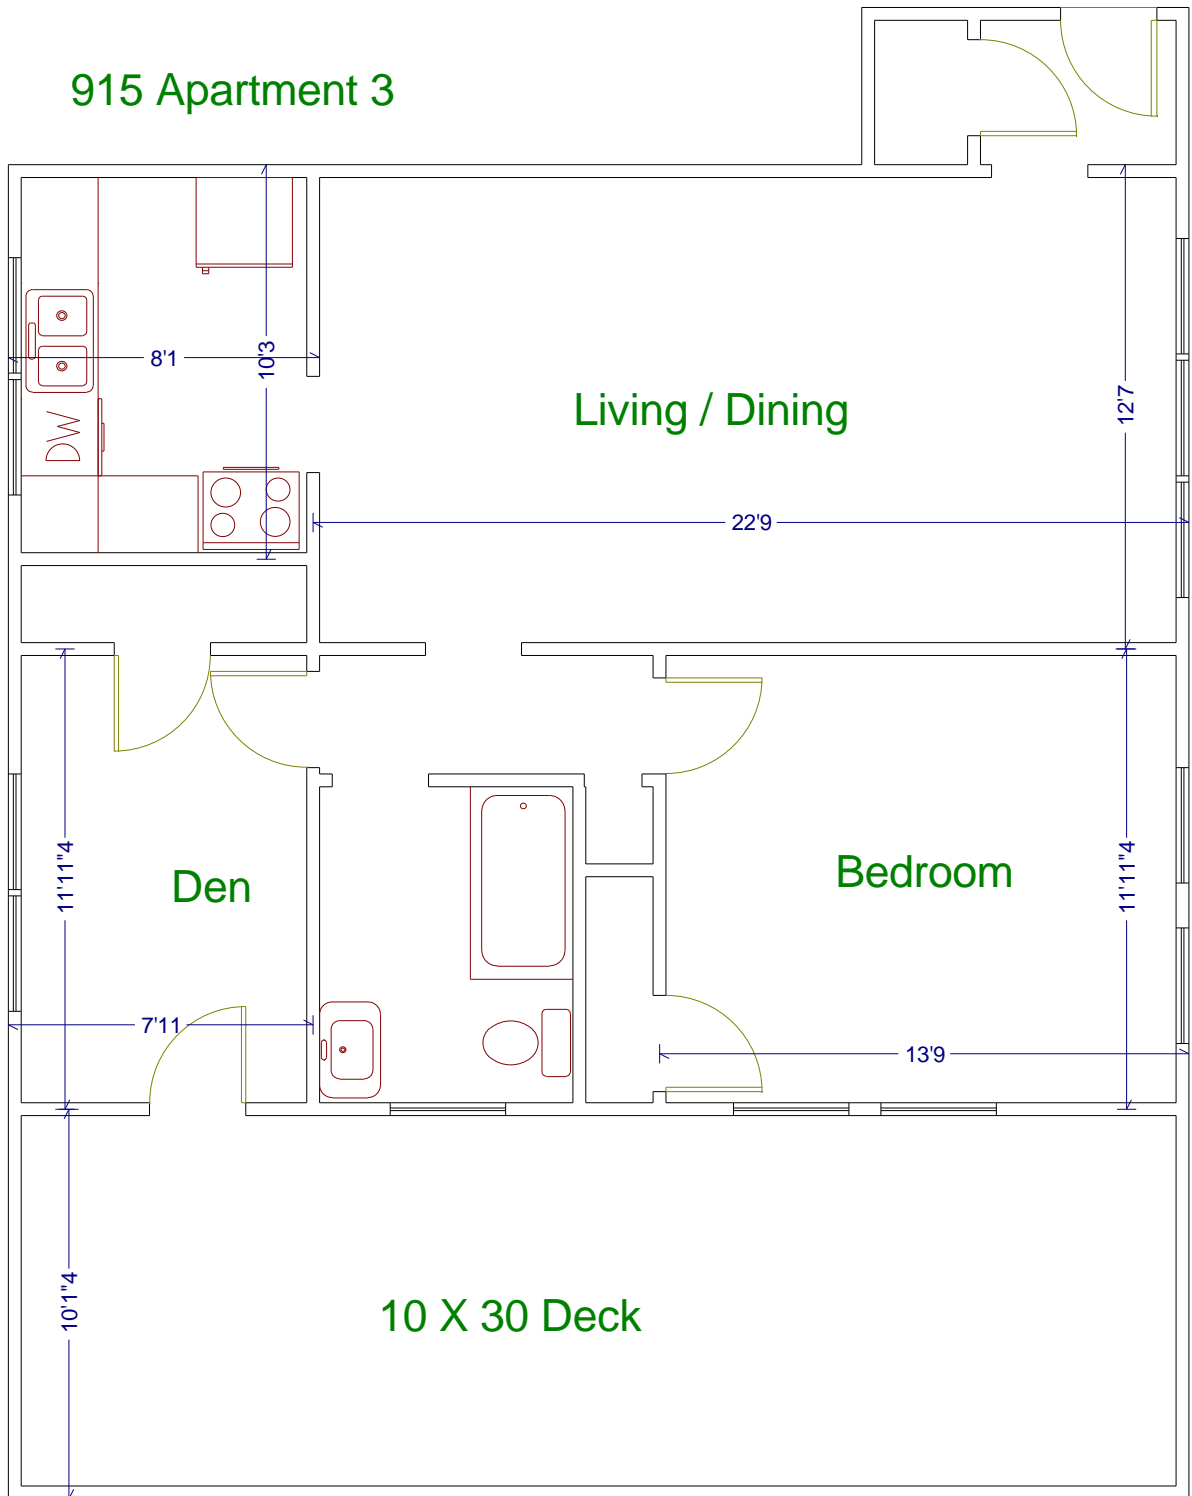 915 Apartment 3
8'1
10'3
Living / Dining
12'7
DW
22'9
11'11"4
Den
Bedroom
11'11"4
7'11
13'9
10'1"4
10 X 30 Deck